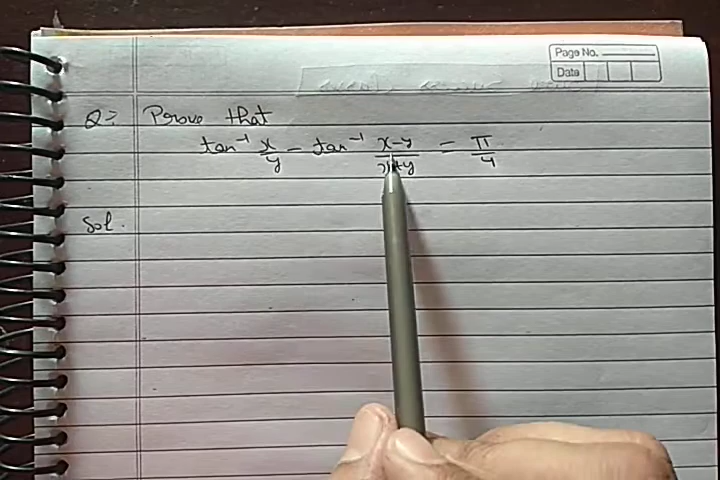 Page No.
Date
Q:- Prove that
tan⁻¹ x/y - tan⁻¹ x-y/x+y = π/4
Sol.